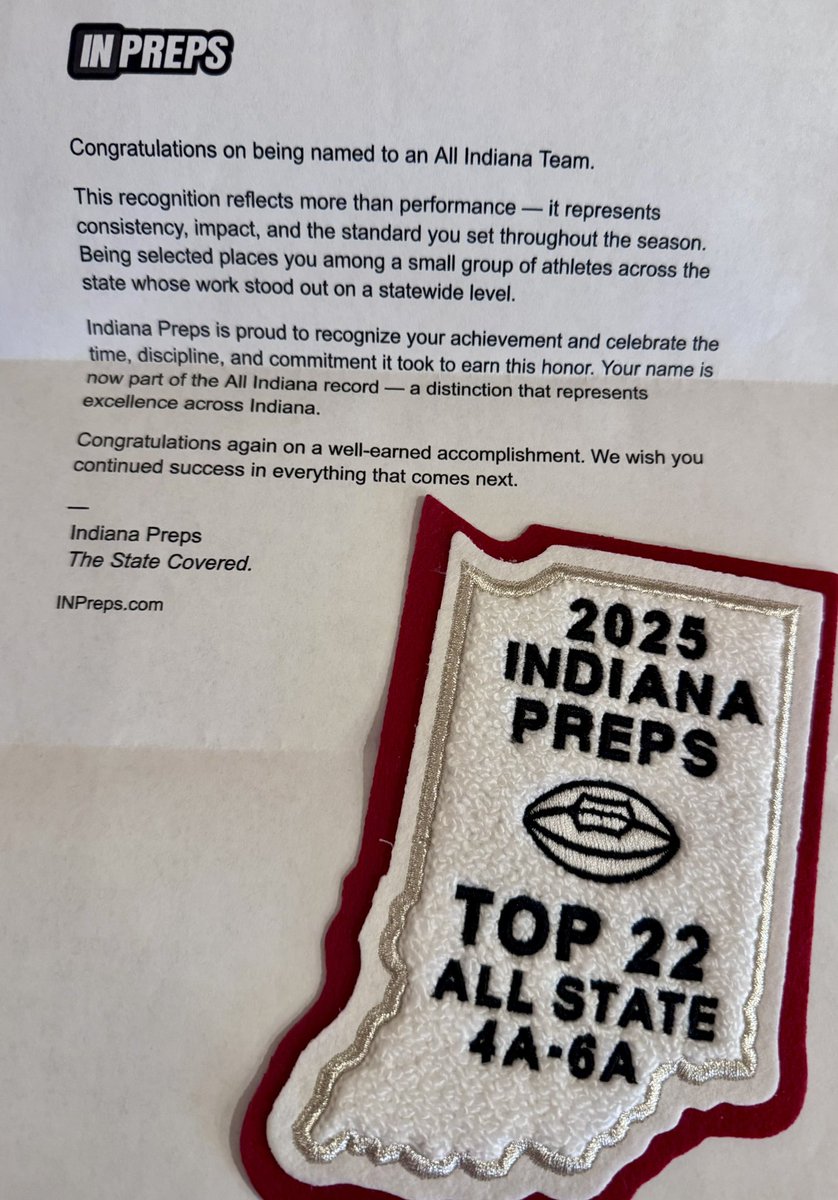 IN PREPS
Congratulations on being named to an All Indiana Team.
This recognition reflects more than performance — it represents
consistency, impact, and the standard you set throughout the season.
Being selected places you among a small group of athletes across the
state whose work stood out on a statewide level.
Indiana Preps is proud to recognize your achievement and celebrate the
time, discipline, and commitment it took to earn this honor. Your name is
now part of the All Indiana record — a distinction that represents
excellence across Indiana.
Congratulations again on a well-earned accomplishment. We wish you
continued success in everything that comes next.
—
Indiana Preps
The State Covered.
INPreps.com
2025
INDIANA
PREPS
TOP 22
ALL STATE
4A-6A